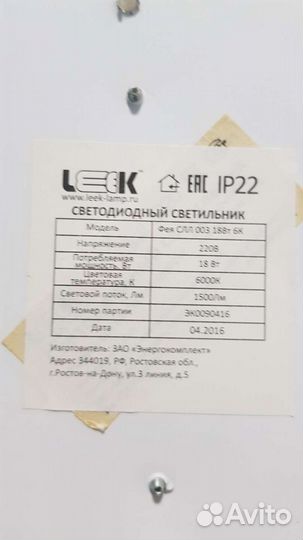 LEEK EAC IP22
www.leek-lamp.ru
СВЕТОДИОДНЫЙ СВЕТИЛЬНИК
Модель Фея СЛЛ 003 18Вт 6К
Напряжение 220В
Потребляемая мощность, Вт 18 Вт
Цветовая температура, К 6000К
Световой поток, Лм 1500Лм
Номер партии ЭК0090416
Дата 04.2016
Изготовитель: ЗАО «Энергокомплект»
Адрес 344019, РФ, Ростовская обл.,
г.Ростов-на-Дону, ул.3 линия, д.5
Avito